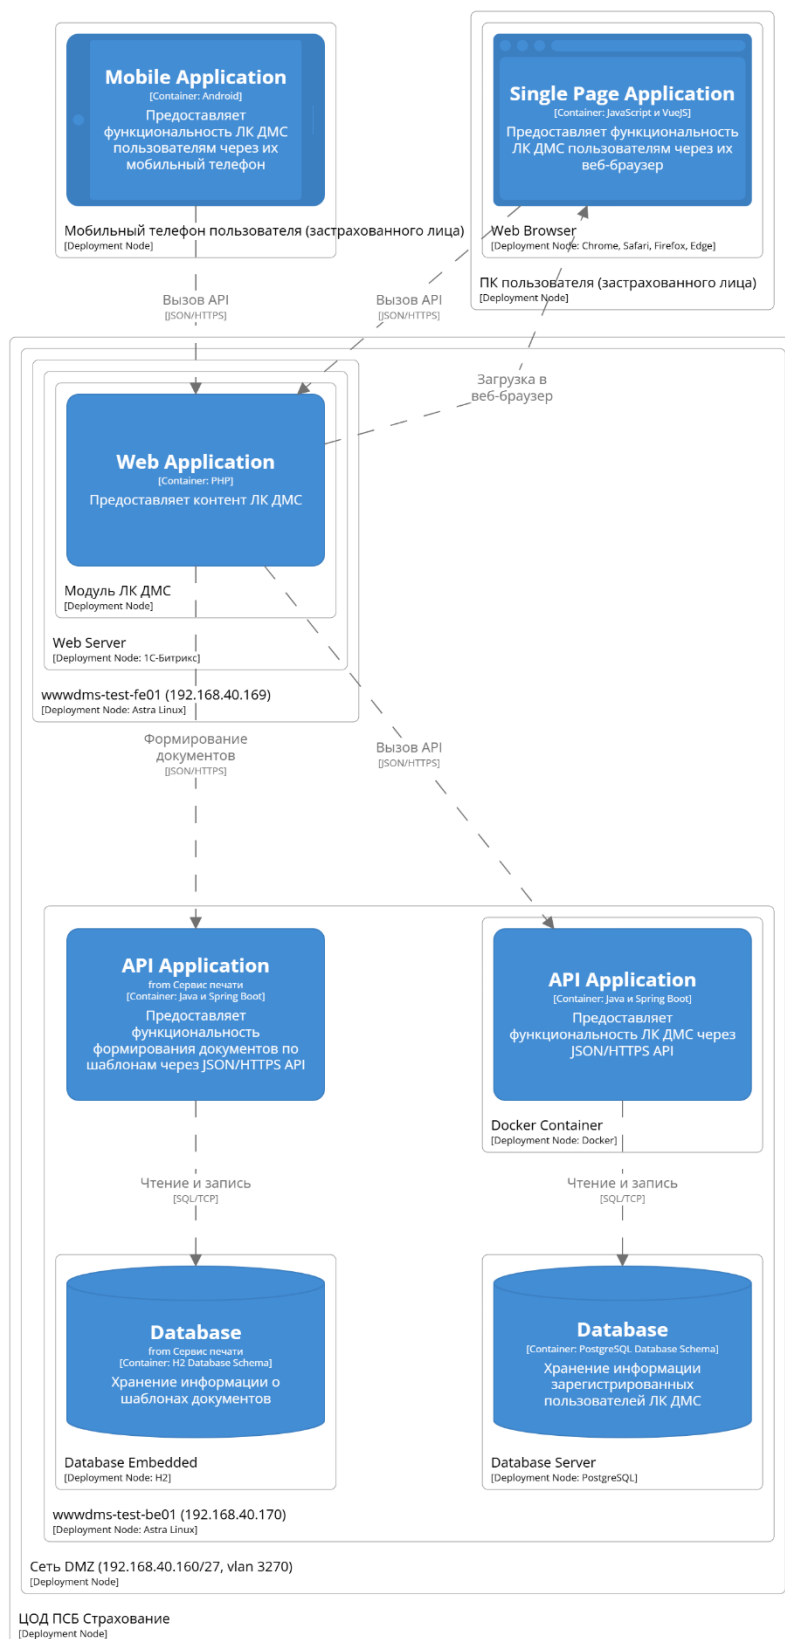 Mobile Application
[Container: Android]
Предоставляет
функциональность ЛК ДМС
пользователям через их
мобильный телефон
Мобильный телефон пользователя (застрахованного лица)
[Deployment Node]
Single Page Application
[Container: JavaScript и VueJS]
Предоставляет функциональность
ЛК ДМС пользователям через их
веб-браузер
Web Browser
[Deployment Node: Chrome, Safari, Firefox, Edge]
ПК пользователя (застрахованного лица)
[Deployment Node]
Вызов API
[JSON/HTTPS]
Вызов API
[JSON/HTTPS]
Загрузка в
веб-браузер
Web Application
[Container: PHP]
Предоставляет контент ЛК ДМС
Модуль ЛК ДМС
[Deployment Node]
Web Server
[Deployment Node: 1С-Битрикс]
wwwdms-test-fe01 (192.168.40.169)
[Deployment Node: Astra Linux]
Формирование
документов
[JSON/HTTPS]
Вызов API
[JSON/HTTPS]
API Application
from Сервис печати
[Container: Java и Spring Boot]
Предоставляет
функциональность
формирования документов по
шаблонам через JSON/HTTPS API
API Application
[Container: Java и Spring Boot]
Предоставляет
функциональность ЛК ДМС через
JSON/HTTPS API
Docker Container
[Deployment Node: Docker]
Чтение и запись
[SQL/TCP]
Чтение и запись
[SQL/TCP]
Database
from Сервис печати
[Container: H2 Database Schema]
Хранение информации о
шаблонах документов
Database Embedded
[Deployment Node: H2]
Database
[Container: PostgreSQL Database Schema]
Хранение информации
зарегистрированных
пользователей ЛК ДМС
Database Server
[Deployment Node: PostgreSQL]
wwwdms-test-be01 (192.168.40.170)
[Deployment Node: Astra Linux]
Сеть DMZ (192.168.40.160/27, vlan 3270)
[Deployment Node]
ЦОД ПСБ Страхование
[Deployment Node]